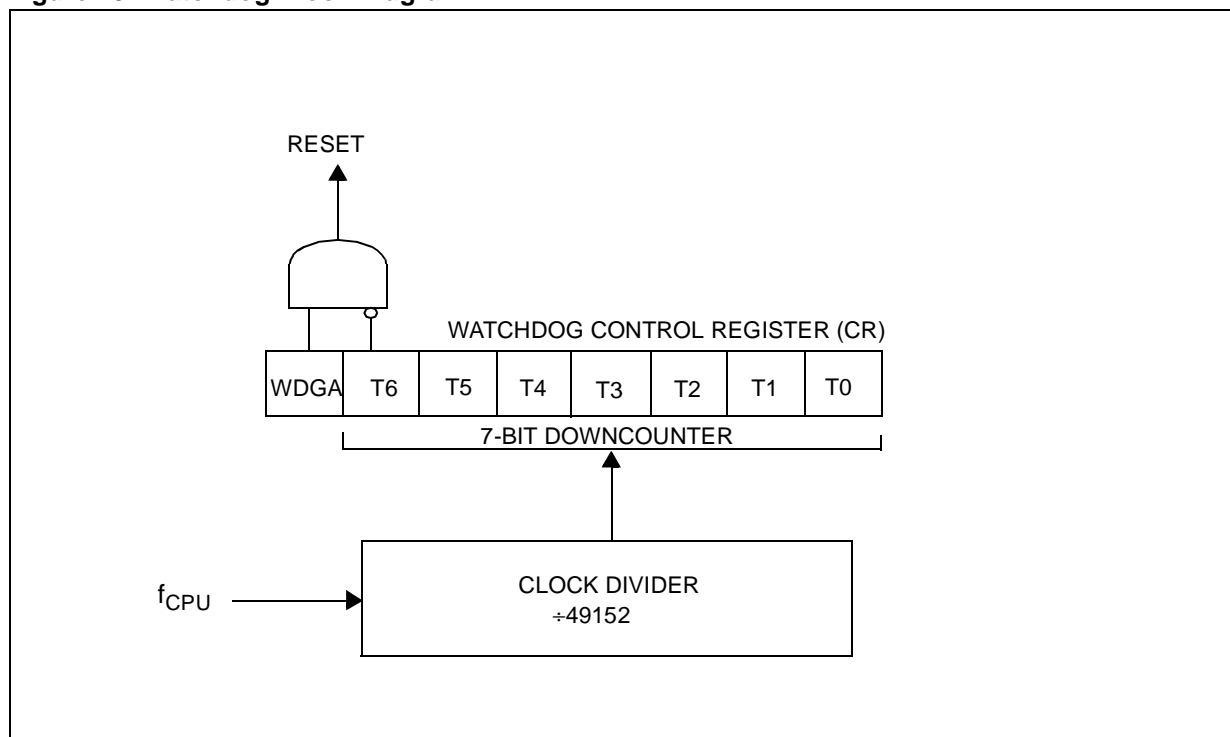 RESET
WATCHDOG CONTROL REGISTER (CR)
WDGA T6 T5 T4 T3 T2 T1 T0
7-BIT DOWNCOUNTER
fCPU
CLOCK DIVIDER
÷49152